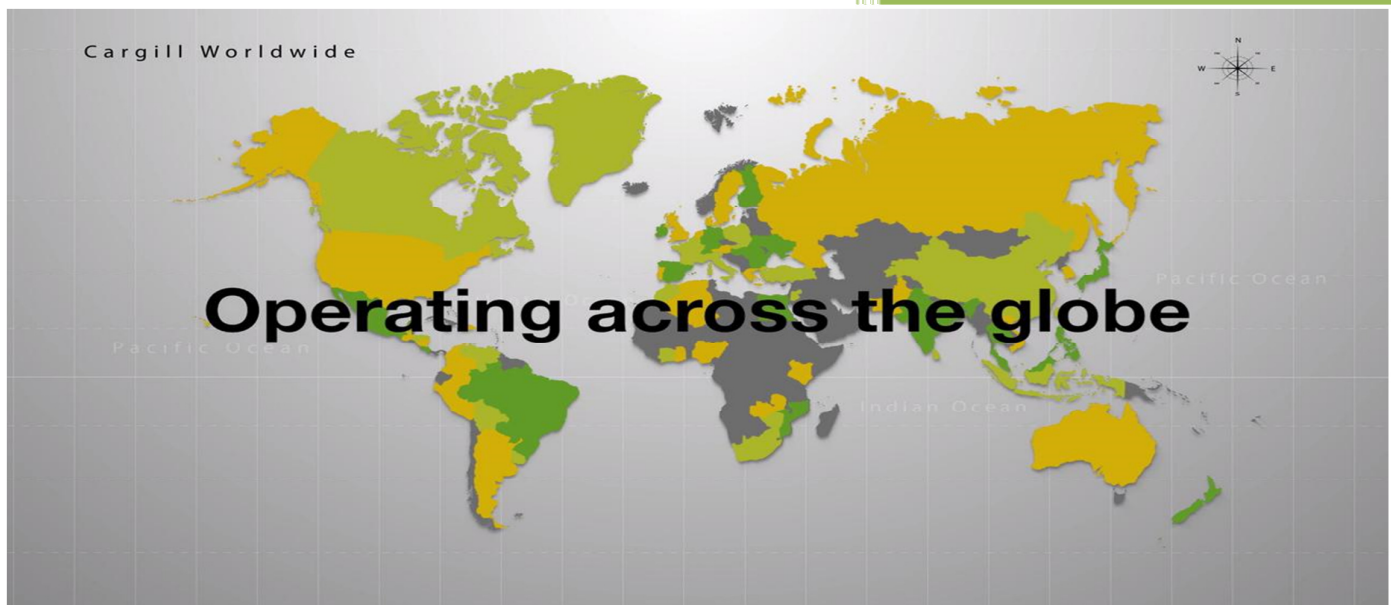 Cargill Worldwide
N
W E
S
Operating across the globe
Pacific Ocean
Pacific Ocean
Indian Ocean